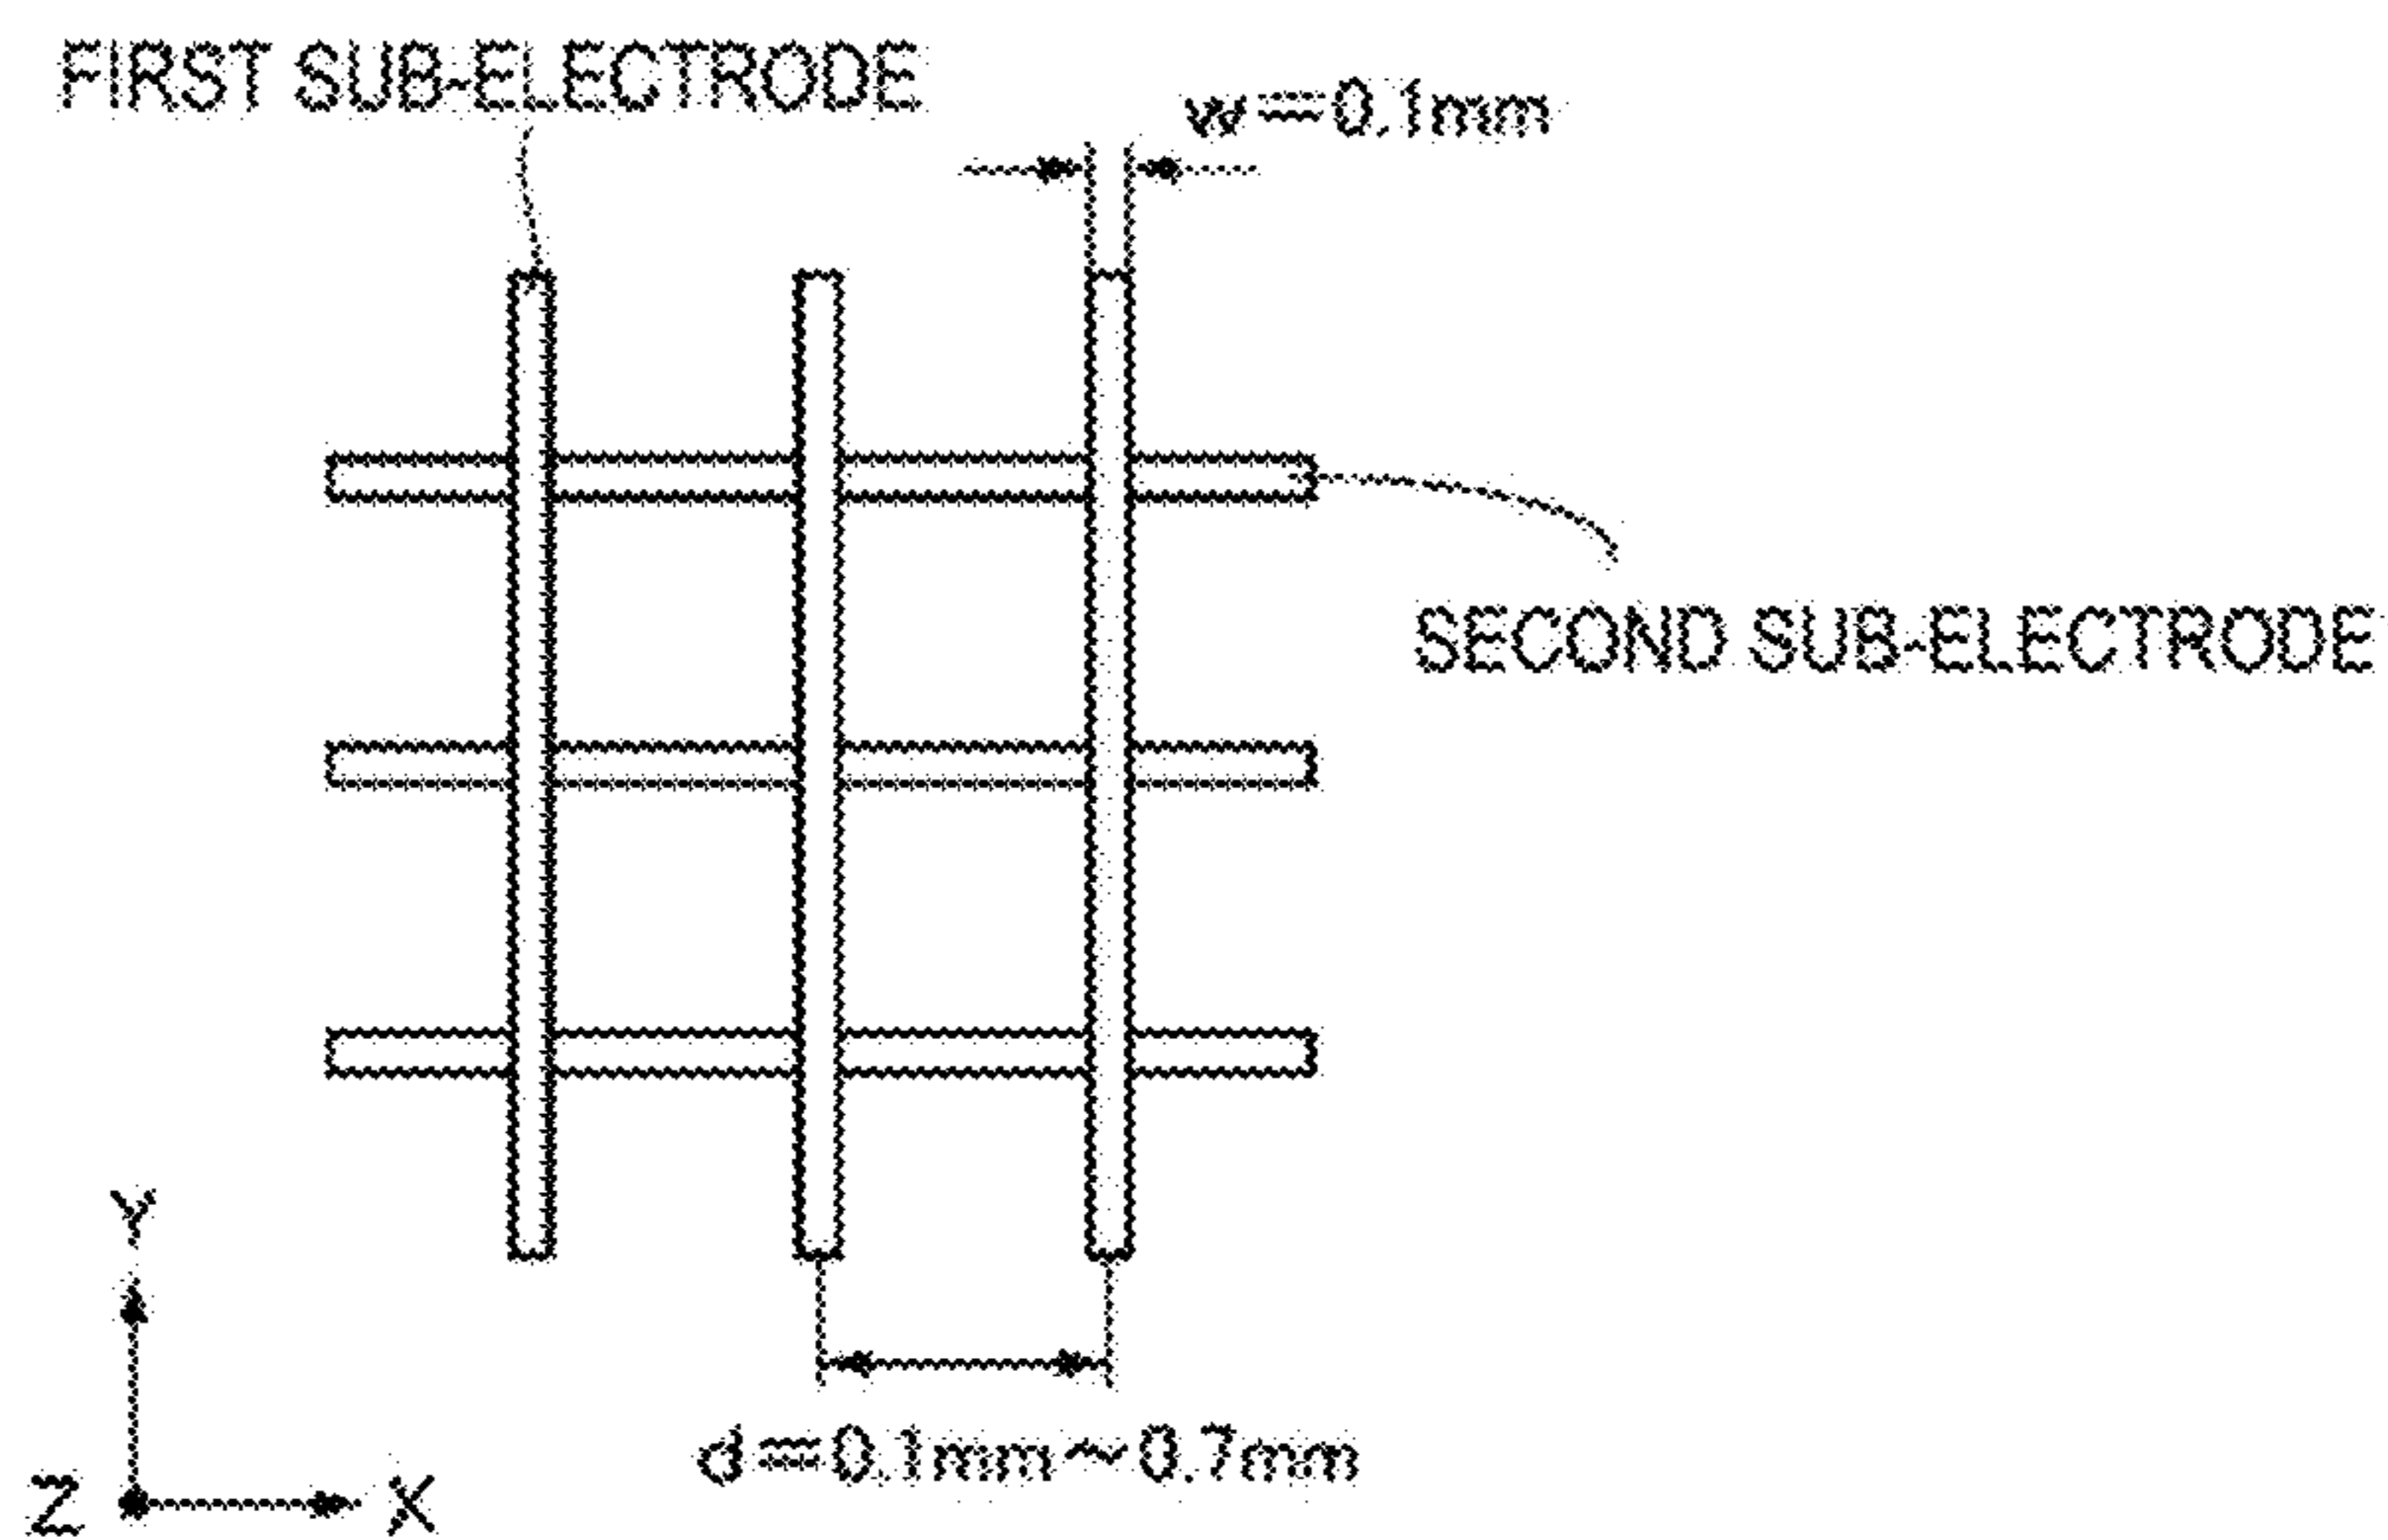 FIRST SUB-ELECTRODE
w=0.1mm
SECOND SUB-ELECTRODE
Y
d=0.1mm~0.7mm
Z
X